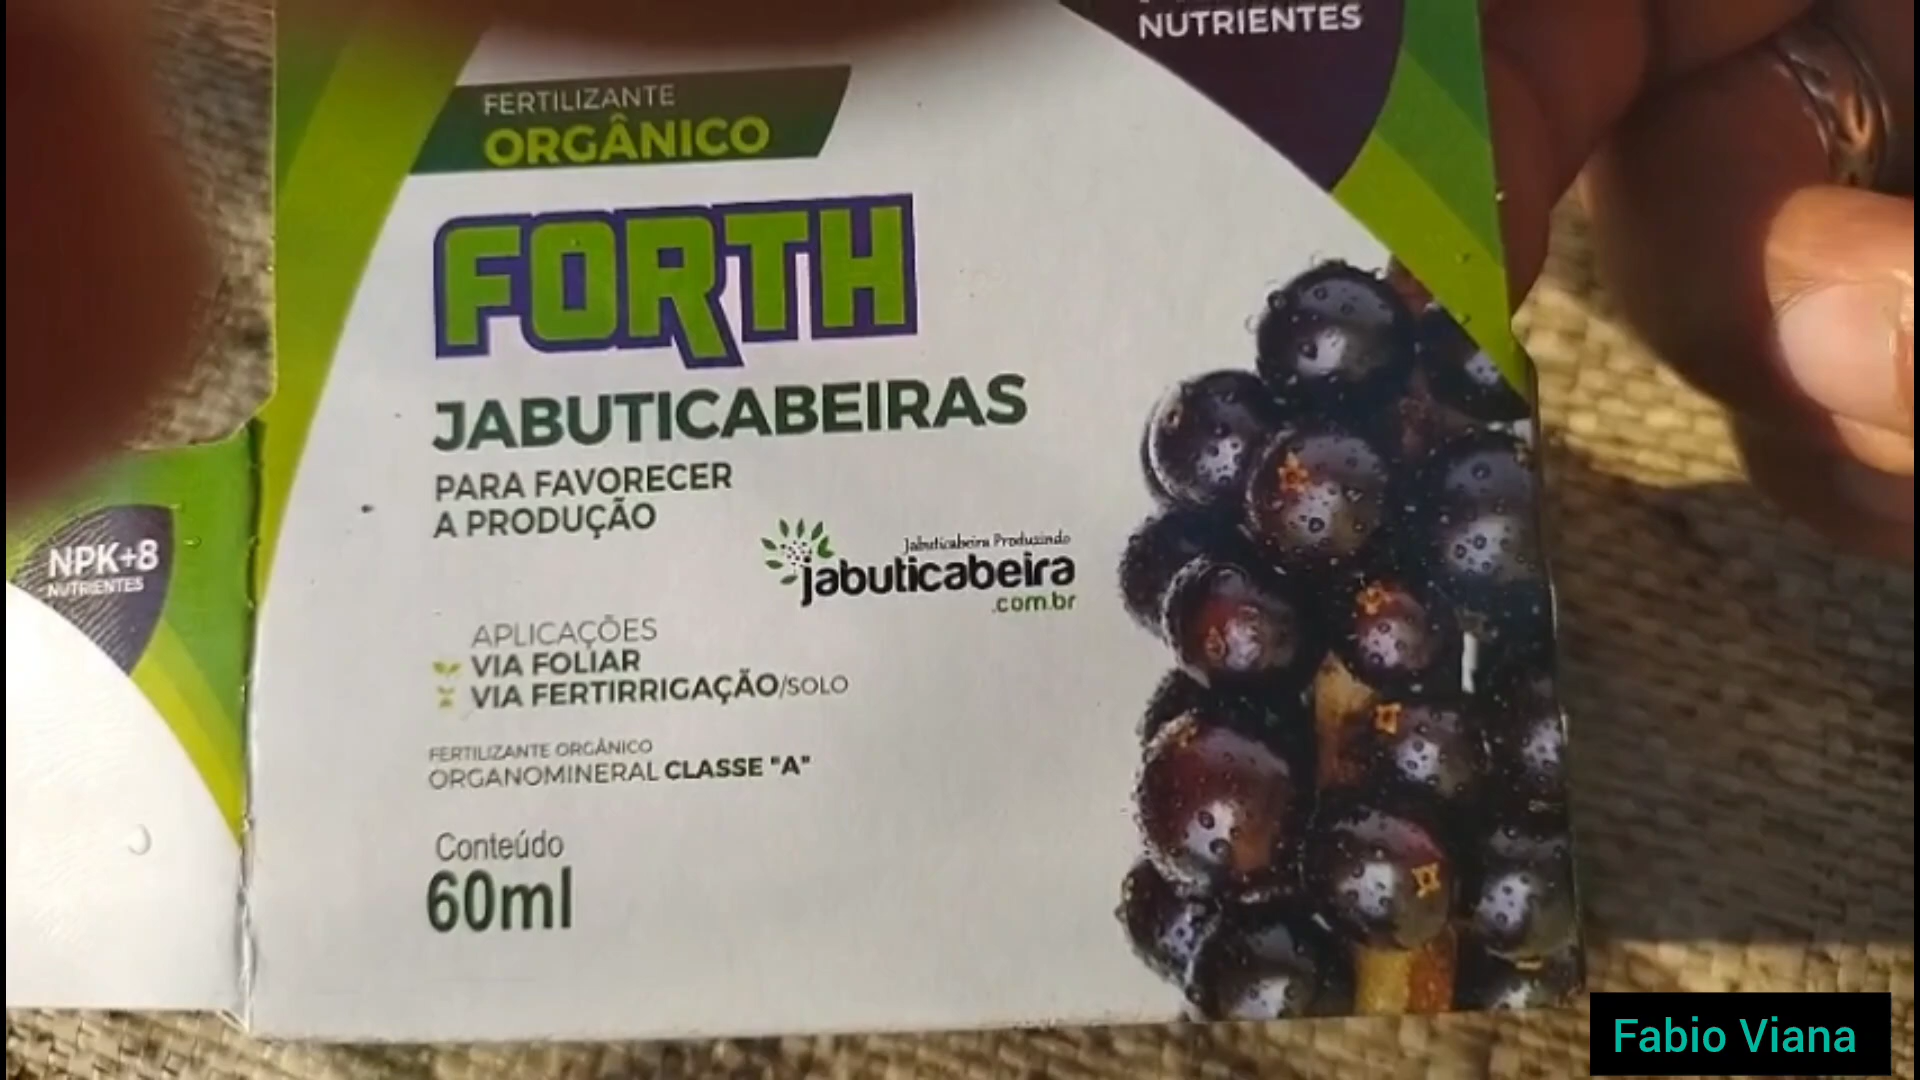 NUTRIENTES
FERTILIZANTE
ORGÂNICO
FORTH
JABUTICABEIRAS
PARA FAVORECER
A PRODUÇÃO
Jabuticabeira Produzindo
jabuticabeira
.com.br
NPK+8
NUTRIENTES
APLICAÇÕES
VIA FOLIAR
VIA FERTIRRIGAÇÃO/SOLO
FERTILIZANTE ORGÂNICO
ORGANOMINERAL CLASSE "A"
Conteúdo
60ml
Fabio Viana